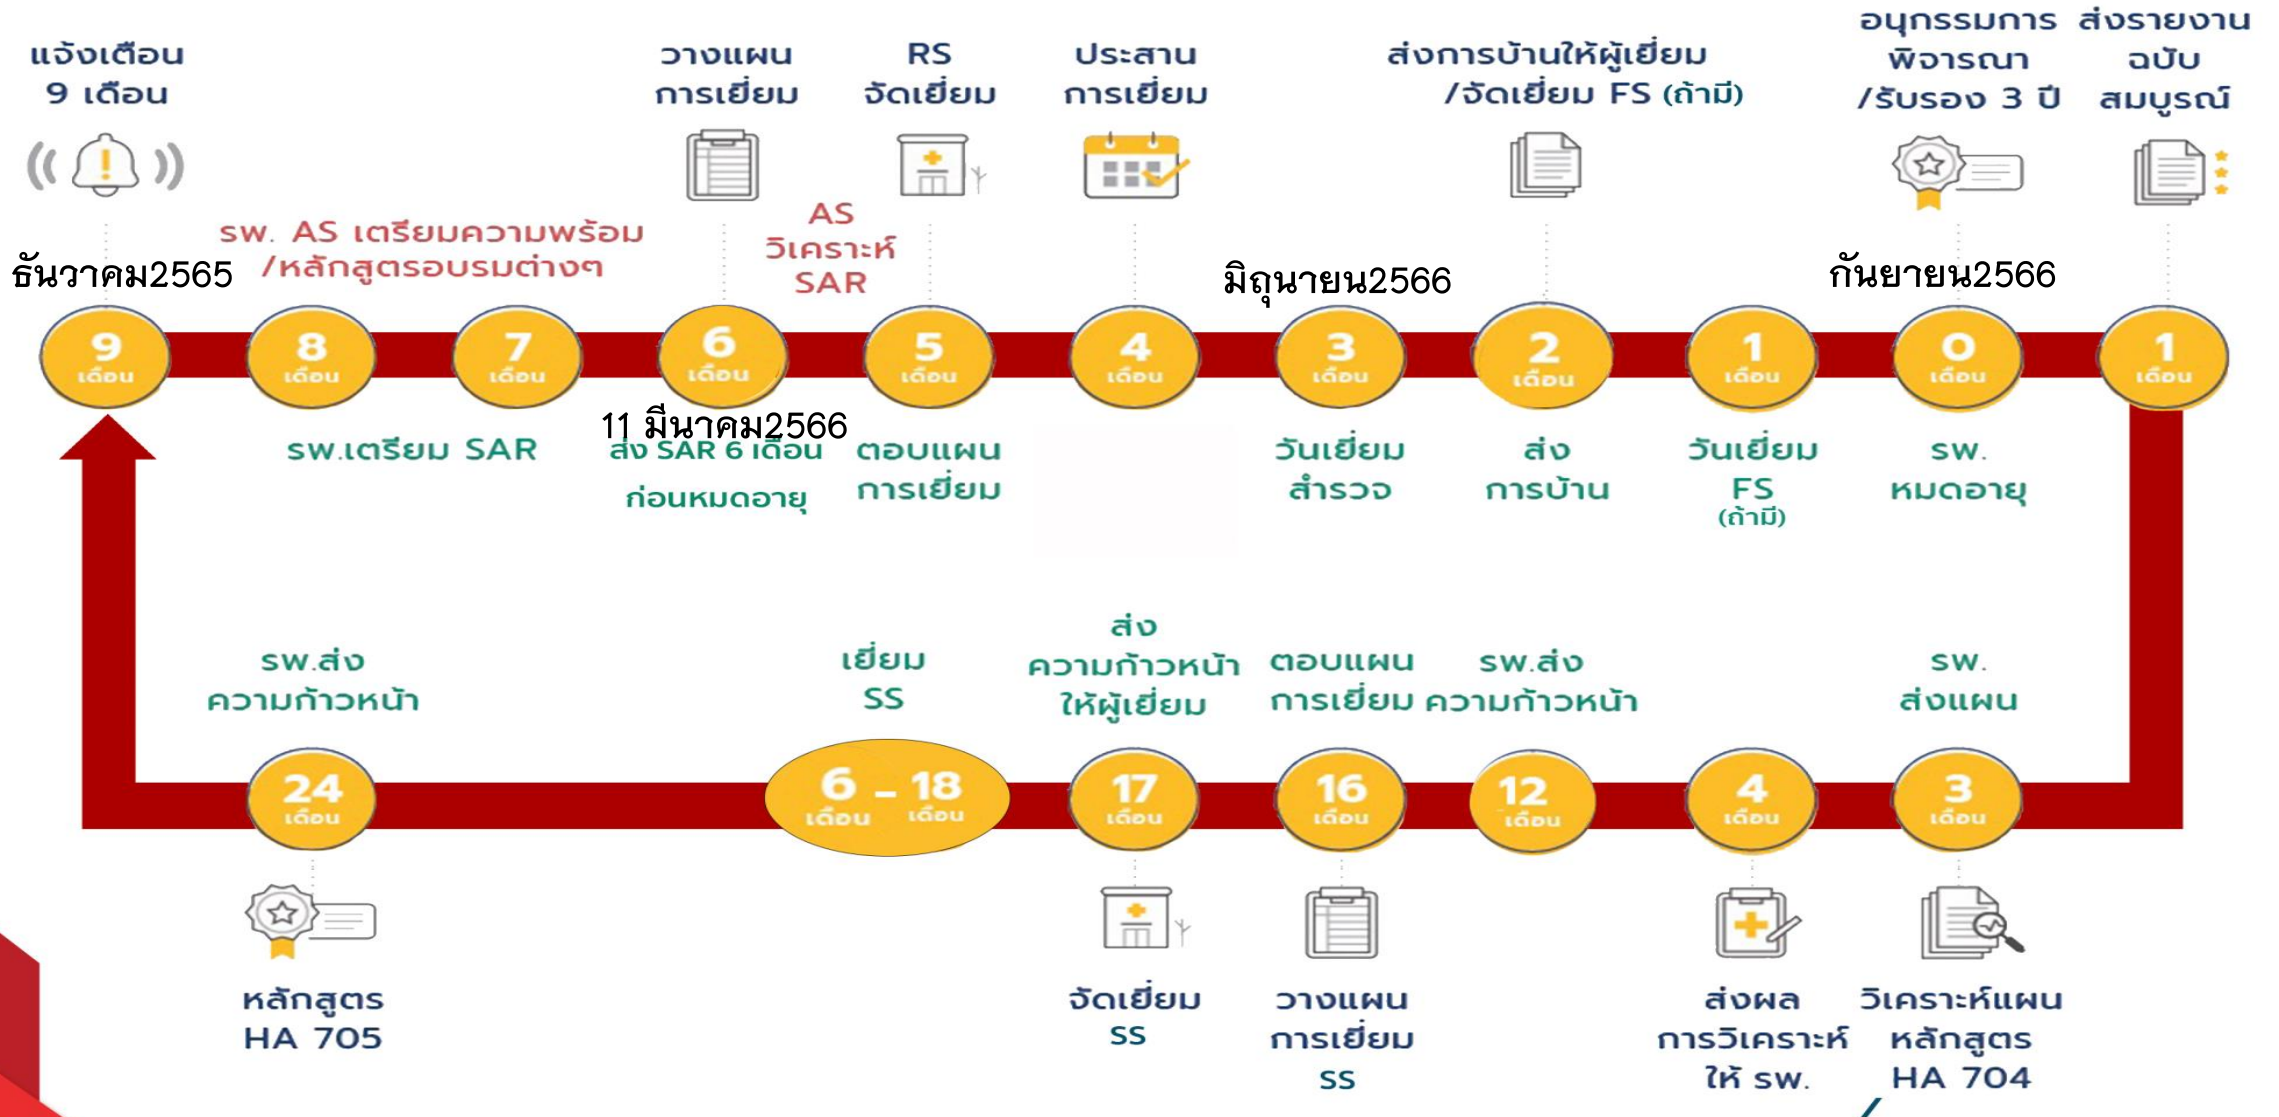 แจ้งเตือน
9 เดือน
วางแผน
การเยี่ยม
RS
จัดเยี่ยม
ประสาน
การเยี่ยม
ส่งการบ้านให้ผู้เยี่ยม
/จัดเยี่ยม FS (ถ้ามี)
อนุกรรมการ
พิจารณา
/รับรอง 3 ปี
ส่งรายงาน
ฉบับ
สมบูรณ์
รพ. AS เตรียมความพร้อม
/หลักสูตรอบรมต่างๆ
AS
วิเคราะห์
SAR
ธันวาคม2565
มิถุนายน2566
กันยายน2566
9
เดือน
8
เดือน
7
เดือน
6
เดือน
5
เดือน
4
เดือน
3
เดือน
2
เดือน
1
เดือน
0
เดือน
1
เดือน
รพ.เตรียม SAR
11 มีนาคม2566
ส่ง SAR 6 เดือน
ก่อนหมดอายุ
ตอบแผน
การเยี่ยม
วันเยี่ยม
สำรวจ
ส่ง
การบ้าน
วันเยี่ยม
FS
(ถ้ามี)
รพ.
หมดอายุ
รพ.ส่ง
ความก้าวหน้า
เยี่ยม
SS
ส่ง
ความก้าวหน้า
ให้ผู้เยี่ยม
ตอบแผน
การเยี่ยม
รพ.ส่ง
ความก้าวหน้า
รพ.
ส่งแผน
24
เดือน
6 - 18
เดือน เดือน
17
เดือน
16
เดือน
12
เดือน
4
เดือน
3
เดือน
หลักสูตร
HA 705
จัดเยี่ยม
SS
วางแผน
การเยี่ยม
SS
ส่งผล
การวิเคราะห์
ให้ รพ.
วิเคราะห์แผน
หลักสูตร
HA 704